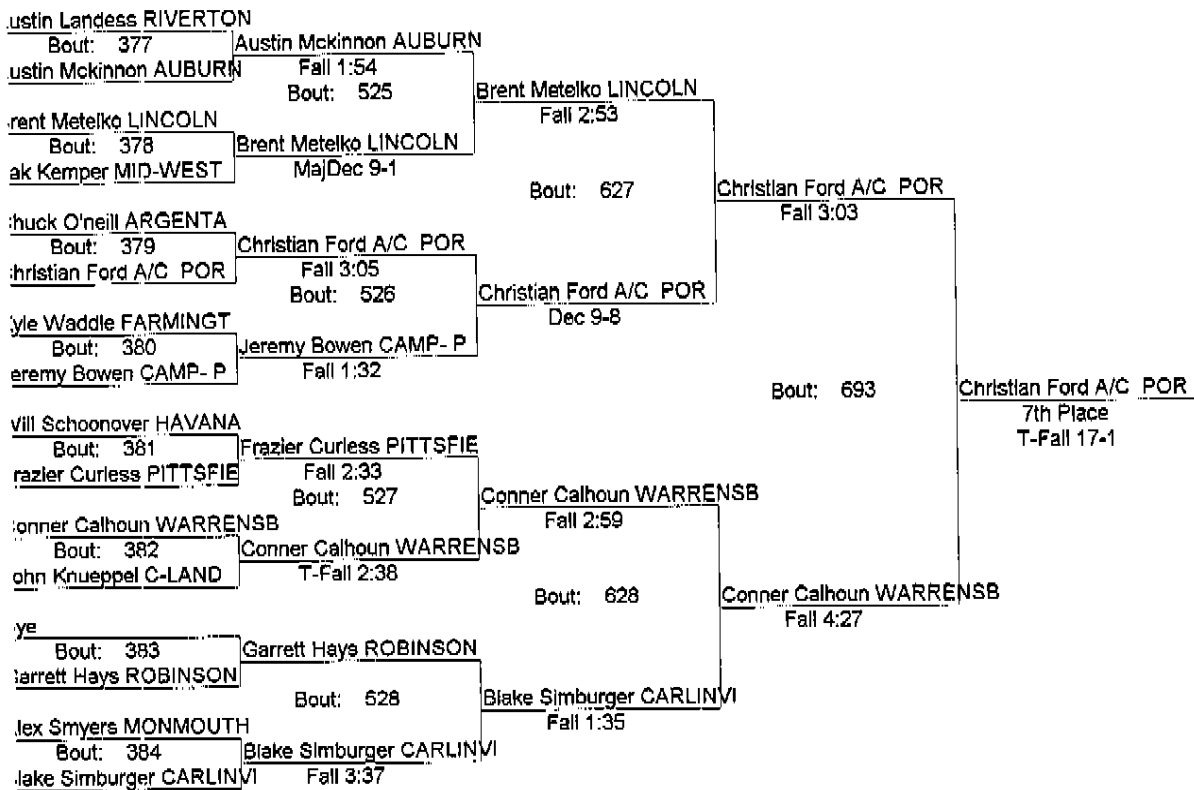 ustin Landess RIVERTON
Bout: 377
ustin Mckinnon AUBURN
Austin Mckinnon AUBURN
Fall 1:54
Bout: 525
rent Metelko LINCOLN
Bout: 378
ak Kemper MID-WEST
Brent Metelko LINCOLN
MajDec 9-1
Brent Metelko LINCOLN
Fall 2:53
Bout: 627
huck O'neill ARGENTA
Bout: 379
hristian Ford A/C POR
Christian Ford A/C POR
Fall 3:05
Bout: 526
yle Waddle FARMINGT
Bout: 380
eremy Bowen CAMP- P
Jeremy Bowen CAMP- P
Fall 1:32
Christian Ford A/C POR
Dec 9-8
Christian Ford A/C POR
Fall 3:03
Bout: 693
Christian Ford A/C POR
7th Place
T-Fall 17-1
Vill Schoonover HAVANA
Bout: 381
razier Curless PITTSFIE
Frazier Curless PITTSFIE
Fall 2:33
Bout: 527
onner Calhoun WARRENSB
Bout: 382
ohn Knueppel C-LAND
Conner Calhoun WARRENSB
T-Fall 2:38
Conner Calhoun WARRENSB
Fall 2:59
Bout: 628
Conner Calhoun WARRENSB
Fall 4:27
ye
Bout: 383
arrett Hays ROBINSON
Garrett Hays ROBINSON
Bout: 528
lex Smyers MONMOUTH
Bout: 384
lake Simburger CARLINVI
Blake Simburger CARLINVI
Fall 3:37
Blake Simburger CARLINVI
Fall 1:35